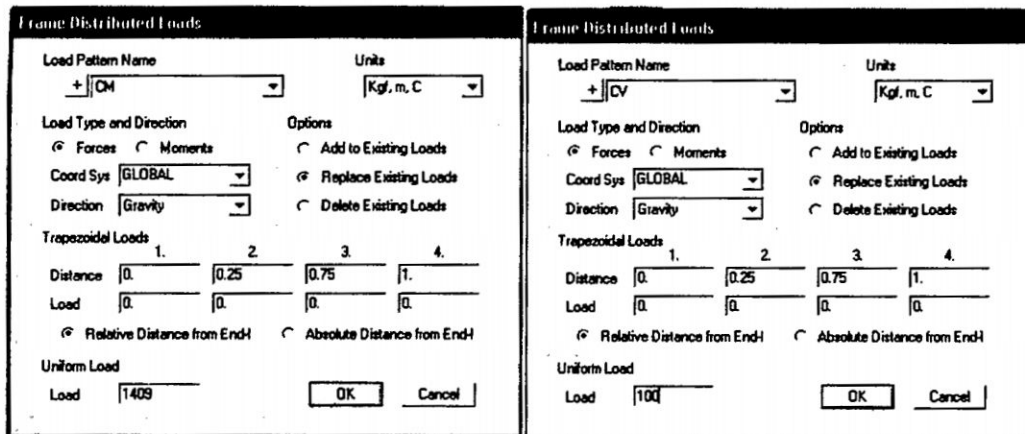 Frame Distributed Loads
Load Pattern Name Units
+ CM Kgf, m, C
Load Type and Direction Options
Forces Moments Add to Existing Loads
Coord Sys GLOBAL Replace Existing Loads
Direction Gravity Delete Existing Loads
Trapezoidal Loads
1. 2. 3. 4.
Distance 0. 0.25 0.75 1.
Load 0. 0. 0. 0.
Relative Distance from End-I Absolute Distance from End-I
Uniform Load
Load 1409 OK Cancel
Frame Distributed Loads
Load Pattern Name Units
+ CV Kgf, m, C
Load Type and Direction Options
Forces Moments Add to Existing Loads
Coord Sys GLOBAL Replace Existing Loads
Direction Gravity Delete Existing Loads
Trapezoidal Loads
1. 2. 3. 4.
Distance 0. 0.25 0.75 1.
Load 0. 0. 0. 0.
Relative Distance from End-I Absolute Distance from End-I
Uniform Load
Load 100 OK Cancel